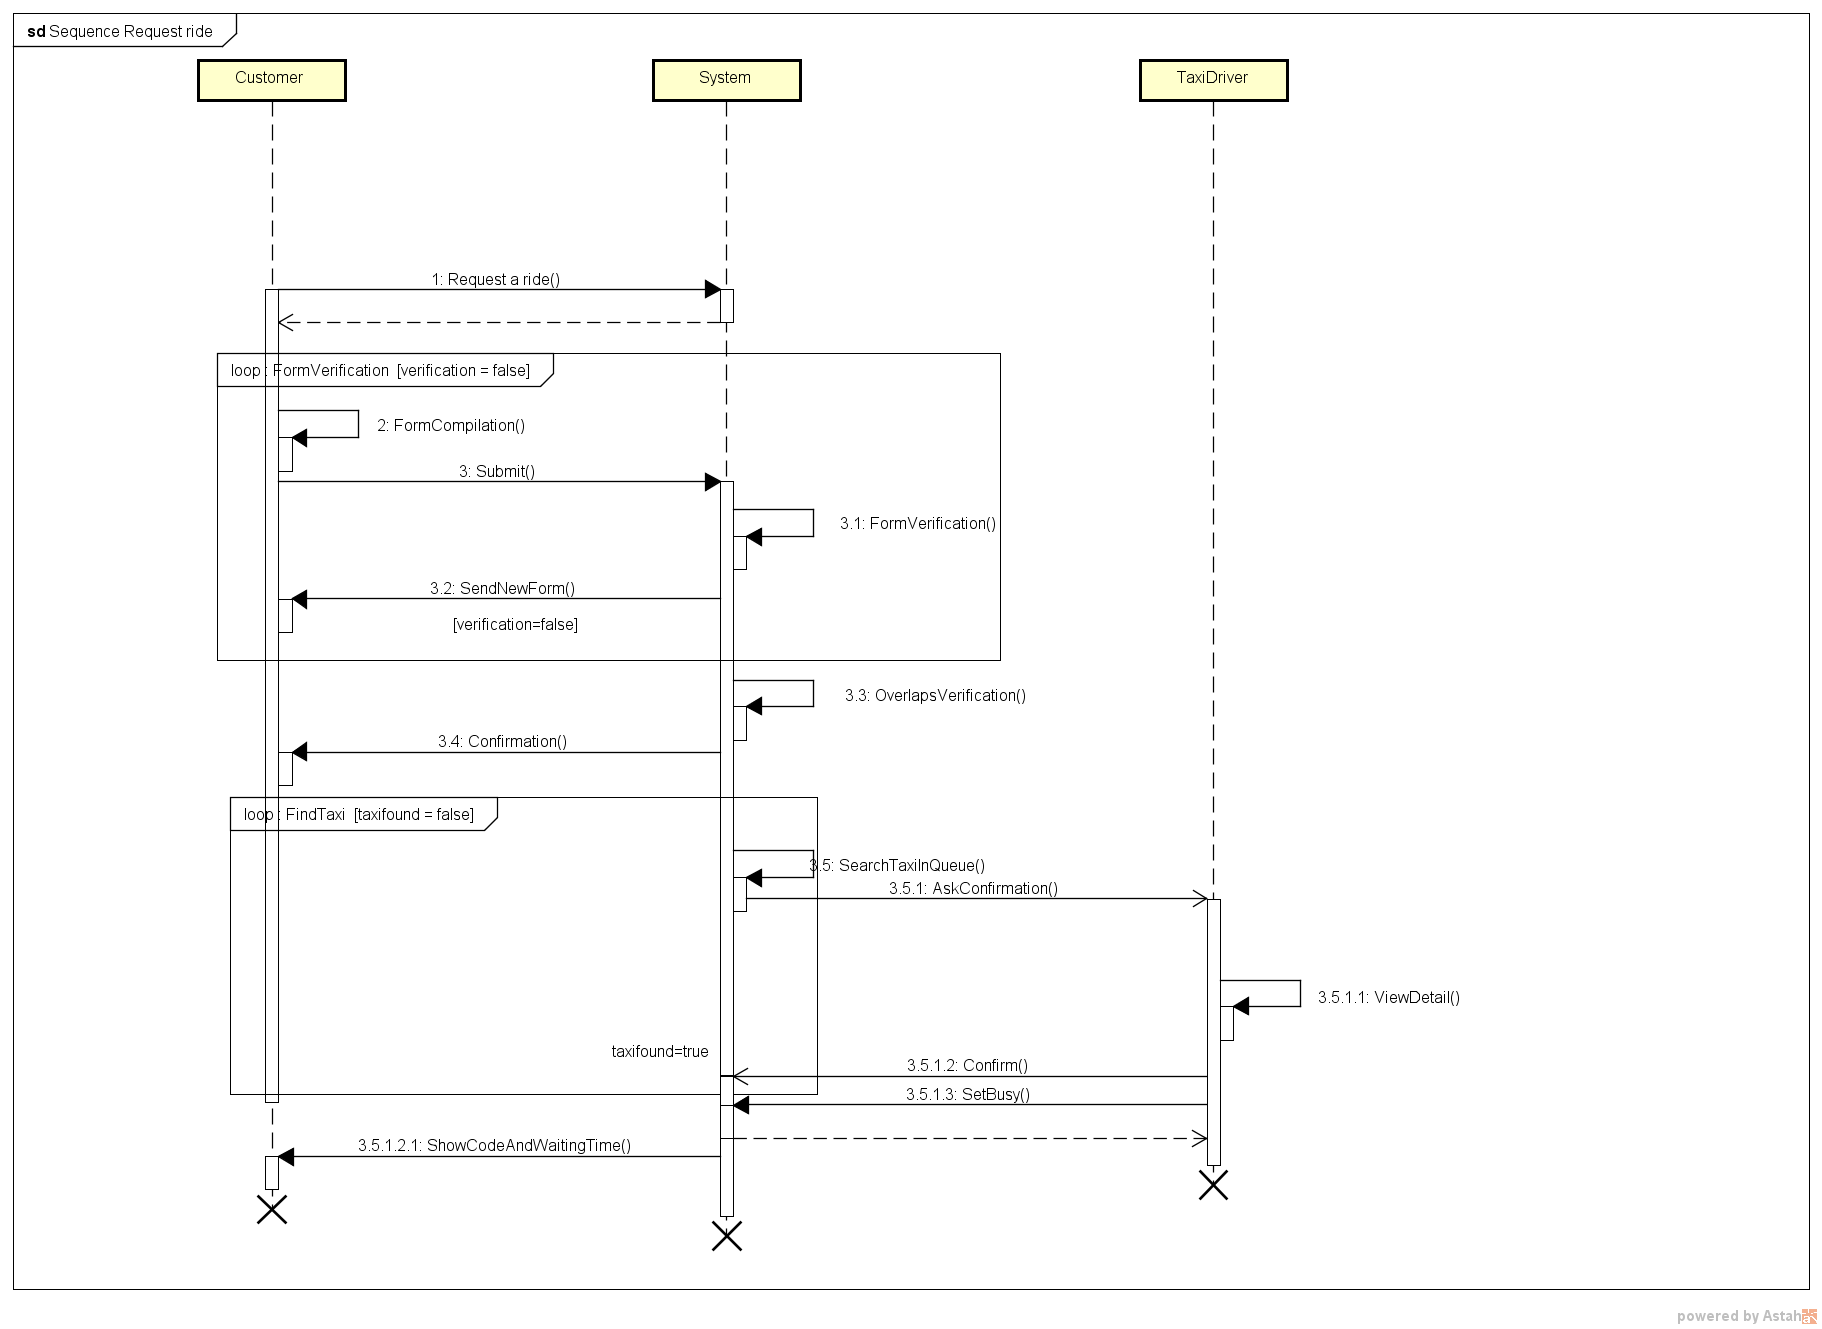 sd Sequence Request ride
Customer
System
TaxiDriver
1: Request a ride()
loop : FormVerification [verification = false]
2: FormCompilation()
3: Submit()
3.1: FormVerification()
3.2: SendNewForm()
[verification=false]
3.3: OverlapsVerification()
3.4: Confirmation()
loop : FindTaxi [taxifound = false]
3.5: SearchTaxiInQueue()
3.5.1: AskConfirmation()
3.5.1.1: ViewDetail()
taxifound=true
3.5.1.2: Confirm()
3.5.1.3: SetBusy()
3.5.1.2.1: ShowCodeAndWaitingTime()
powered by Astah